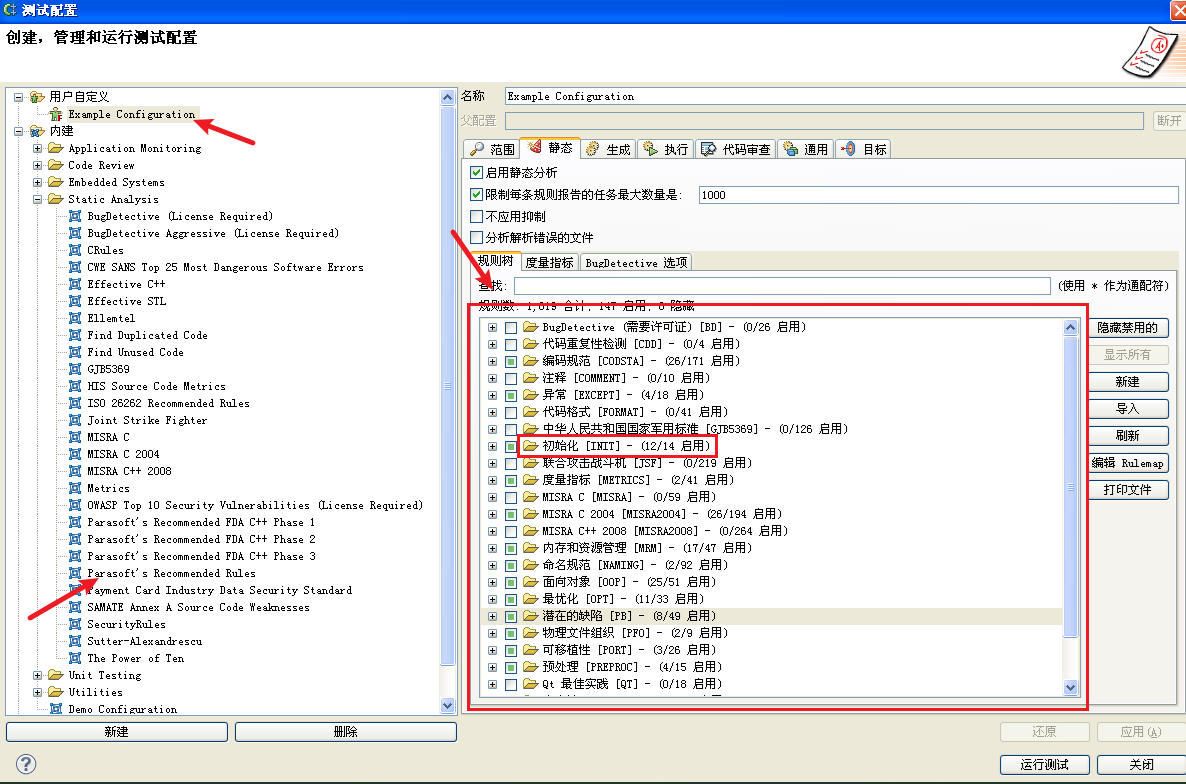 测试配置
创建，管理和运行测试配置
用户自定义
Example Configuration
内建
Application Monitoring
Code Review
Embedded Systems
Static Analysis
BugDetective (License Required)
BugDetective Aggressive (License Required)
CRules
CWE SANS Top 25 Most Dangerous Software Errors
Effective C++
Effective STL
Ellemtel
Find Duplicated Code
Find Unused Code
GJB5369
HIS Source Code Metrics
ISO 26262 Recommended Rules
Joint Strike Fighter
MISRA C
MISRA C 2004
MISRA C++ 2008
Metrics
OWASP Top 10 Security Vulnerabilities (License Required)
Parasoft's Recommended FDA C++ Phase 1
Parasoft's Recommended FDA C++ Phase 2
Parasoft's Recommended FDA C++ Phase 3
Parasoft's Recommended Rules
Payment Card Industry Data Security Standard
SAMATE Annex A Source Code Weaknesses
SecurityRules
Sutter-Alexandrescu
The Power of Ten
Unit Testing
Utilities
Demo Configuration
新建 删除
名称 Example Configuration
父配置 断开
范围 静态 生成 执行 代码审查 通用 目标
启用静态分析
限制每条规则报告的任务最大数量是: 1000
不应用抑制
分析解析错误的文件
规则树 度量指标 BugDetective 选项
查找: (使用 * 作为通配符)
规则数: 1,619 合计, 147 启用, 0 隐藏
BugDetective (需要许可证) [BD] - (0/26 启用)
代码重复性检测 [CDD] - (0/4 启用)
编码规范 [CODSTA] - (26/171 启用)
注释 [COMMENT] - (0/10 启用)
异常 [EXCEPT] - (4/18 启用)
代码格式 [FORMAT] - (0/41 启用)
中华人民共和国国家军用标准 [GJB5369] - (0/126 启用)
初始化 [INIT] - (12/14 启用)
联合攻击战斗机 [JSF] - (0/219 启用)
度量指标 [METRICS] - (2/41 启用)
MISRA C [MISRA] - (0/59 启用)
MISRA C 2004 [MISRA2004] - (26/194 启用)
MISRA C++ 2008 [MISRA2008] - (0/264 启用)
内存和资源管理 [MRM] - (17/47 启用)
命名规范 [NAMING] - (2/92 启用)
面向对象 [OOP] - (25/51 启用)
最优化 [OPT] - (11/33 启用)
潜在的缺陷 [PB] - (8/49 启用)
物理文件组织 [PFO] - (2/9 启用)
可移植性 [PORT] - (3/26 启用)
预处理 [PREPROC] - (4/15 启用)
Qt 最佳实践 [QT] - (0/18 启用)
隐藏禁用的
显示所有
新建
导入
刷新
编辑 Rulemap
打印文件
还原 应用(A)
运行测试 关闭